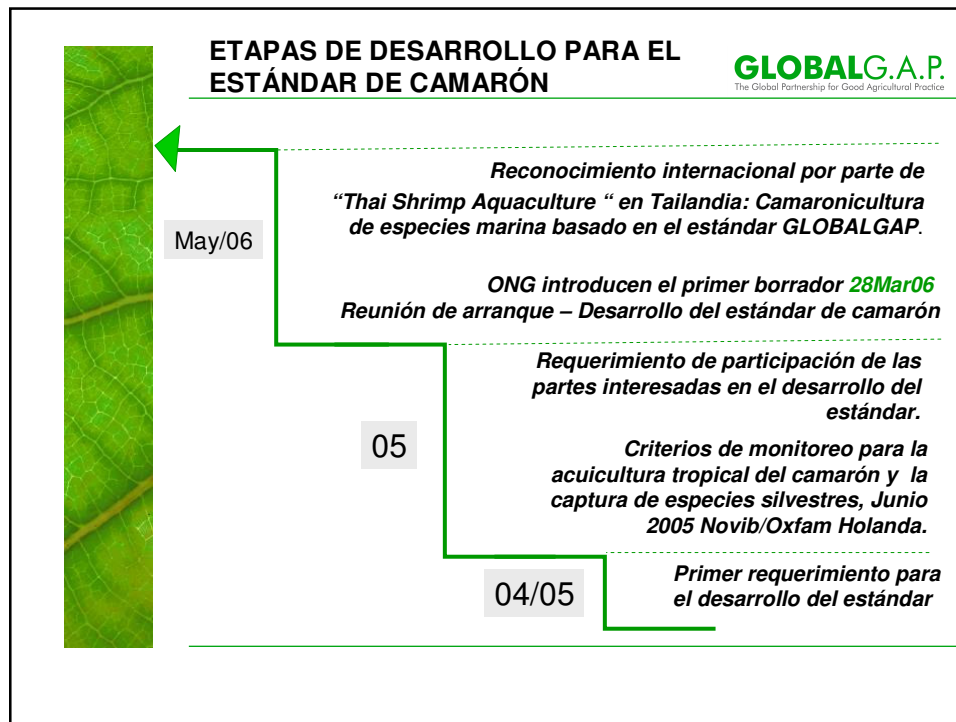 ETAPAS DE DESARROLLO PARA EL
ESTÁNDAR DE CAMARÓN
GLOBALG.A.P.
The Global Partnership for Good Agricultural Practice
Reconocimiento internacional por parte de
“Thai Shrimp Aquaculture “ en Tailandia: Camaronicultura
de especies marina basado en el estándar GLOBALGAP.
May/06
ONG introducen el primer borrador 28Mar06
Reunión de arranque – Desarrollo del estándar de camarón
Requerimiento de participación de las
partes interesadas en el desarrollo del
estándar.
05
Criterios de monitoreo para la
acuicultura tropical del camarón y la
captura de especies silvestres, Junio
2005 Novib/Oxfam Holanda.
04/05
Primer requerimiento para
el desarrollo del estándar